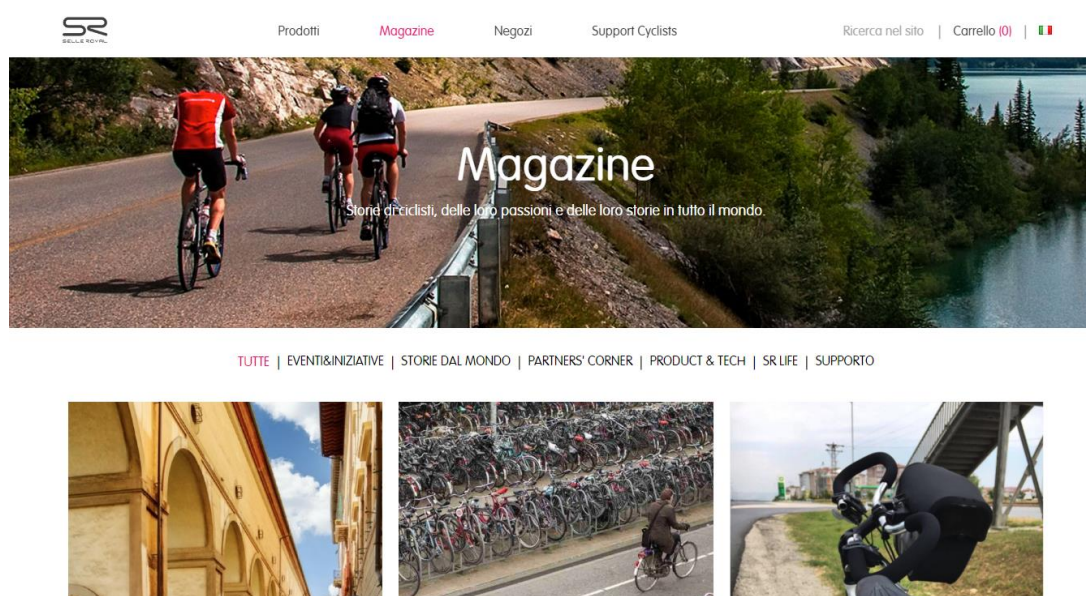 SR
SELLE ROYAL
Prodotti Magazine Negozi Support Cyclists Ricerca nel sito | Carrello (0) |
Magazine
Storie di ciclisti, delle loro passioni e delle loro storie in tutto il mondo.
TUTTE | EVENTI&INIZIATIVE | STORIE DAL MONDO | PARTNERS' CORNER | PRODUCT & TECH | SR LIFE | SUPPORTO